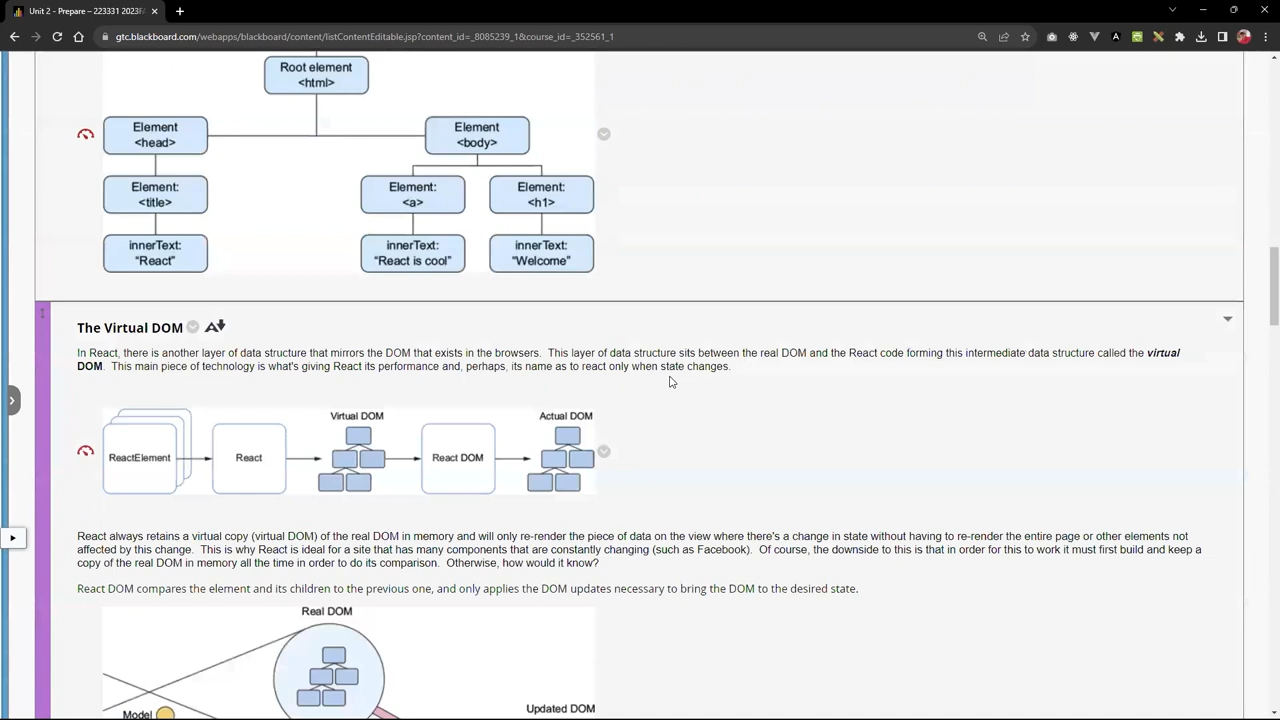 Unit 2 – Prepare – 223331 2023F
gtc.blackboard.com/webapps/blackboard/content/listContentEditable.jsp?content_id=_8085239_1&course_id=_352561_1
Root element
<html>
Element
<head>
Element
<body>
Element:
<title>
Element:
<a>
Element:
<h1>
innerText:
"React"
innerText:
"React is cool"
innerText:
"Welcome"
The Virtual DOM
In React, there is another layer of data structure that mirrors the DOM that exists in the browsers.  This layer of data structure sits between the real DOM and the React code forming this intermediate data structure called the virtual
DOM.  This main piece of technology is what's giving React its performance and, perhaps, its name as to react only when state changes.
Virtual DOM
Actual DOM
ReactElement
React
React DOM
React always retains a virtual copy (virtual DOM) of the real DOM in memory and will only re-render the piece of data on the view where there's a change in state without having to re-render the entire page or other elements not
affected by this change.  This is why React is ideal for a site that has many components that are constantly changing (such as Facebook).  Of course, the downside to this is that in order for this to work it must first build and keep a
copy of the real DOM in memory all the time in order to do its comparison.  Otherwise, how would it know?
React DOM compares the element and its children to the previous one, and only applies the DOM updates necessary to bring the DOM to the desired state.
Real DOM
Updated DOM
Model